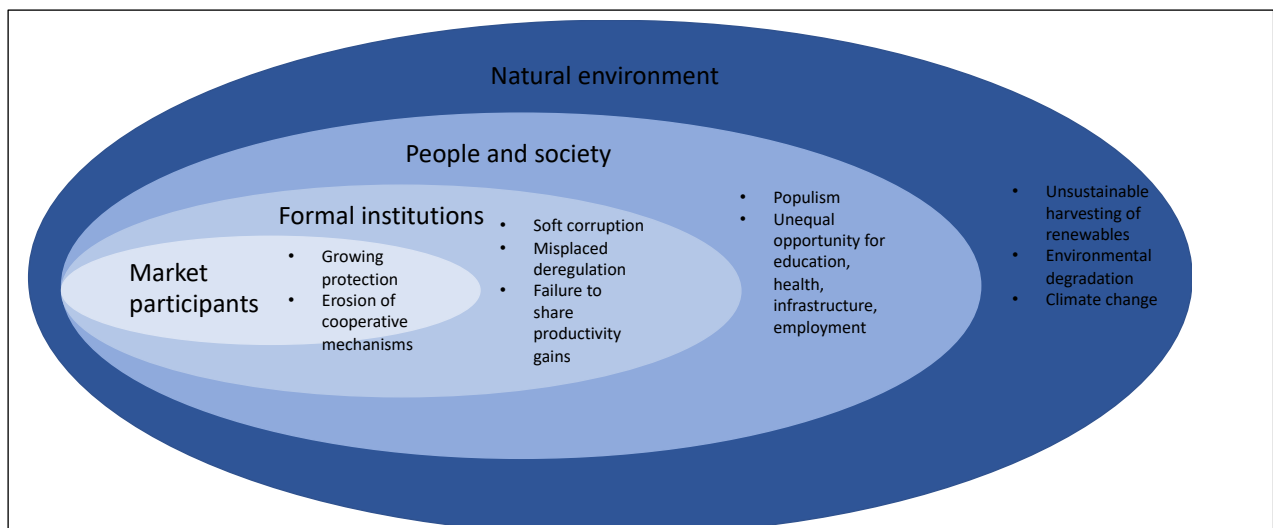 Natural environment
People and society
Formal institutions
Market
participants
• Growing
protection
• Erosion of
cooperative
mechanisms
• Soft corruption
• Misplaced
deregulation
• Failure to
share
productivity
gains
• Populism
• Unequal
opportunity for
education,
health,
infrastructure,
employment
• Unsustainable
harvesting of
renewables
• Environmental
degradation
• Climate change